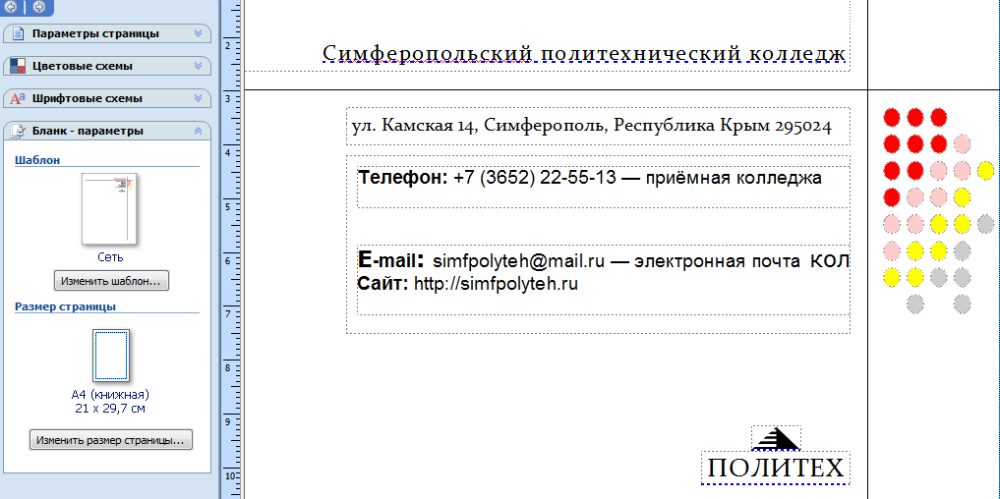 Параметры страницы
Цветовые схемы
Шрифтовые схемы
Бланк - параметры
Шаблон
Сеть
Изменить шаблон...
Размер страницы
A4 (книжная)
21 x 29,7 см
Изменить размер страницы...
2
3
4
5
6
7
8
9
10
Симферопольский политехнический колледж
ул. Камская 14, Симферополь, Республика Крым 295024
Телефон: +7 (3652) 22-55-13 — приёмная колледжа
E-mail: simfpolyteh@mail.ru — электронная почта КОЛ
Сайт: http://simfpolyteh.ru
ПОЛИТЕХ